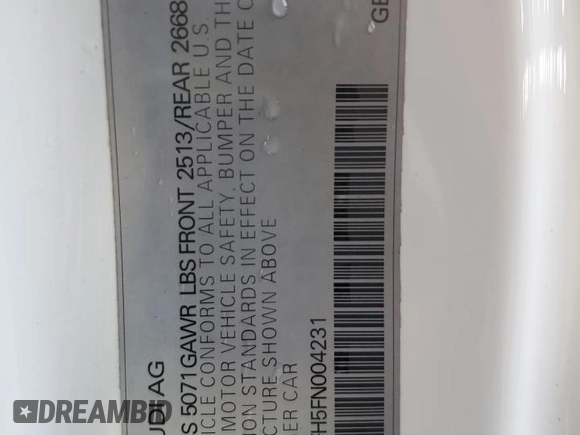 UDI AG
S 5071GAWR LBS FRONT 2513/REAR 2668
ICLE CONFORMS TO ALL APPLICABLE U.S.
MOTOR VEHICLE SAFETY, BUMPER AND THE
ION STANDARDS IN EFFECT ON THE DATE O
CTURE SHOWN ABOVE
ER CAR
H5FN004231
GE
DREAMBID